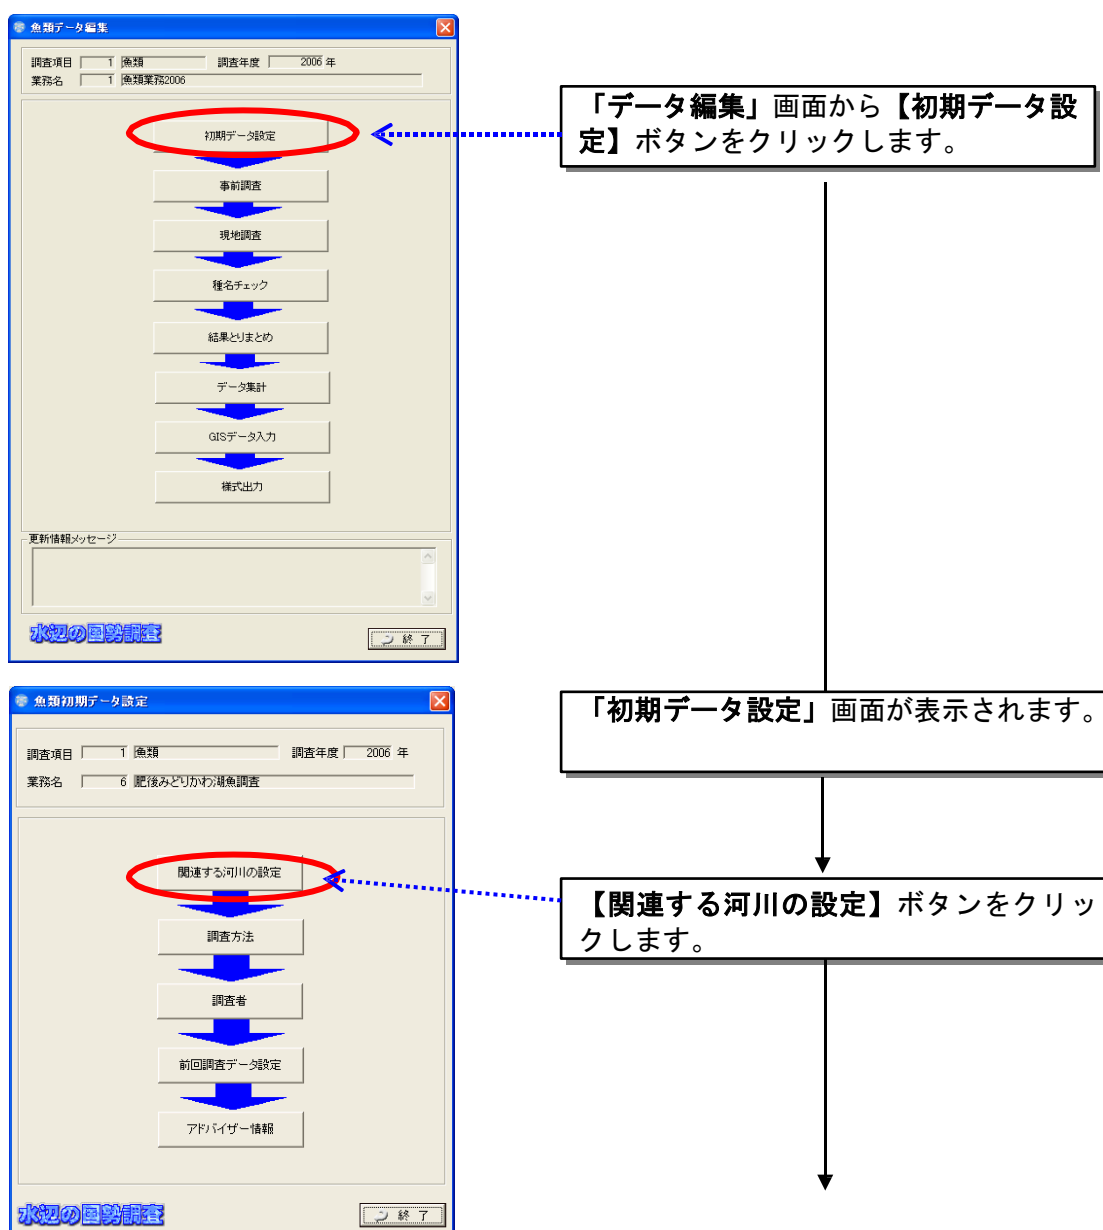 魚類データ編集
調査項目 1 魚類 調査年度 2006 年
業務名 1 魚類業務2006
初期データ設定
事前調査
現地調査
種名チェック
結果とりまとめ
データ集計
GISデータ入力
様式出力
更新情報メッセージ
水辺の国勢調査
終 了
「データ編集」画面から【初期データ設
定】ボタンをクリックします。
魚類初期データ設定
調査項目 1 魚類 調査年度 2006 年
業務名 6 肥後みどりかわ湖魚調査
関連する河川の設定
調査方法
調査者
前回調査データ設定
アドバイザー情報
水辺の国勢調査
終 了
「初期データ設定」画面が表示されます。
【関連する河川の設定】ボタンをクリッ
クします。